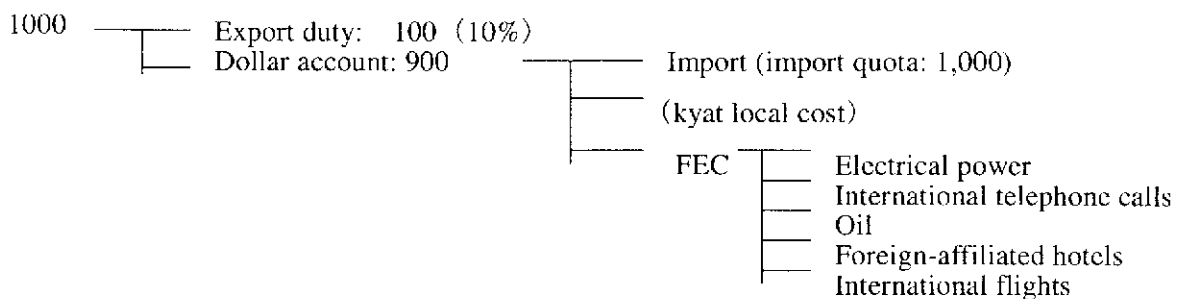 1000
Export duty: 100 (10%)
Dollar account: 900
Import (import quota: 1,000)
(kyat local cost)
FEC
Electrical power
International telephone calls
Oil
Foreign-affiliated hotels
International flights